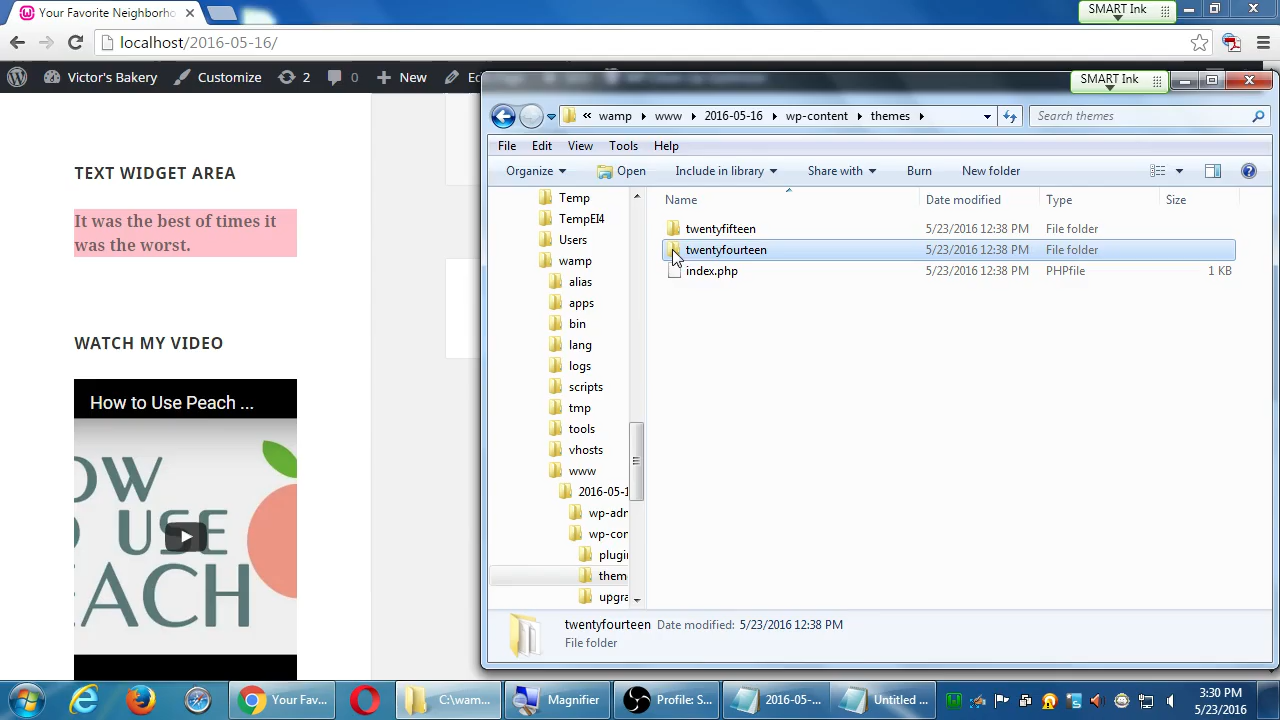 Your Favorite Neighborho
SMART Ink
localhost/2016-05-16/
Victor's Bakery
Customize
2
0
New
Ec
SMART Ink
« wamp
www
2016-05-16
wp-content
themes
Search themes
File
Edit
View
Tools
Help
Organize
Open
Include in library
Share with
Burn
New folder
Name
Date modified
Type
Size
twentyfifteen
5/23/2016 12:38 PM
File folder
twentyfourteen
5/23/2016 12:38 PM
File folder
index.php
5/23/2016 12:38 PM
PHPfile
1 KB
Temp
TempEI4
Users
wamp
alias
apps
bin
lang
logs
scripts
tmp
tools
vhosts
www
2016-05-1
wp-adr
wp-cor
plugin
them
upgra
twentyfourteen
Date modified: 5/23/2016 12:38 PM
File folder
TEXT WIDGET AREA
It was the best of times it
was the worst.
WATCH MY VIDEO
How to Use Peach ...
OW
USE
EACH
Your Fav...
C:\wam...
Magnifier
Profile: S...
2016-05-...
Untitled ...
3:30 PM
5/23/2016